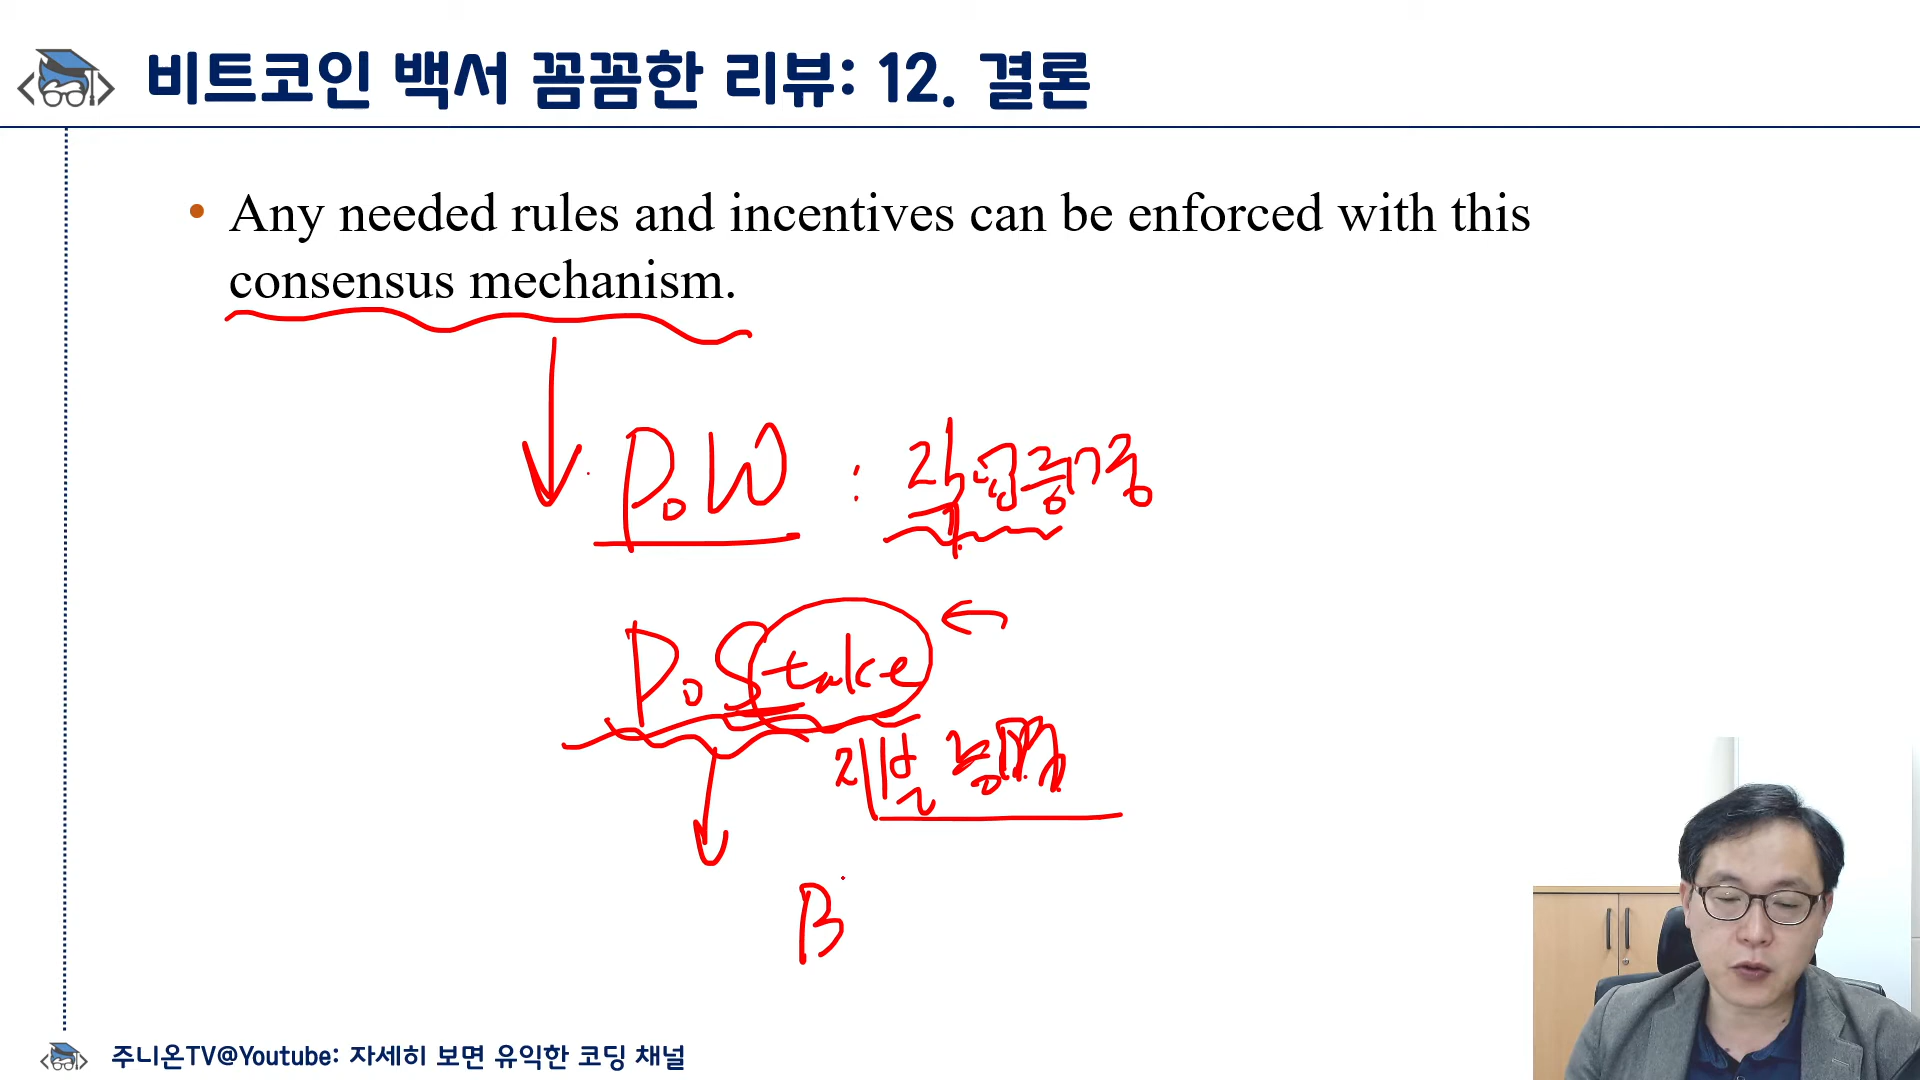 비트코인 백서 꼼꼼한 리뷰: 12. 결론
• Any needed rules and incentives can be enforced with this
consensus mechanism.
PoW : 작업증명
PoStake
지분 증명
B
주니온TV@Youtube: 자세히 보면 유익한 코딩 채널